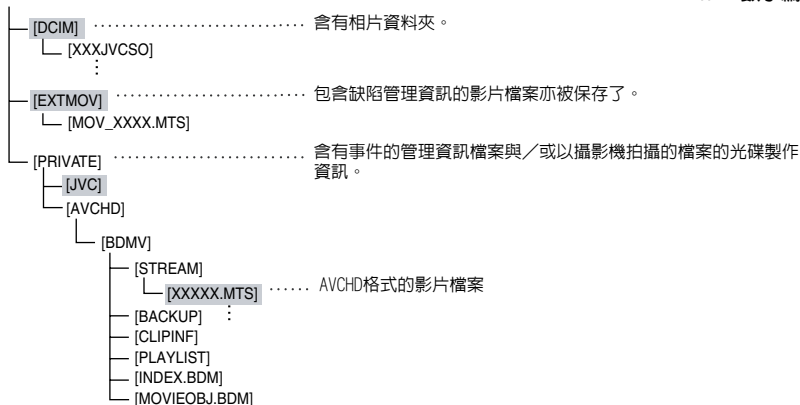 [DCIM] 含有相片資料夾。
[XXXJVCSO]
[EXTMOV] 包含缺陷管理資訊的影片檔案亦被保存了。
[MOV_XXXX.MTS]
[PRIVATE] 含有事件的管理資訊檔案與／或以攝影機拍攝的檔案的光碟製作
資訊。
[JVC]
[AVCHD]
[BDMV]
[STREAM]
[XXXXX.MTS] AVCHD格式的影片檔案
[BACKUP]
[CLIPINF]
[PLAYLIST]
[INDEX.BDM]
[MOVIEOBJ.BDM]